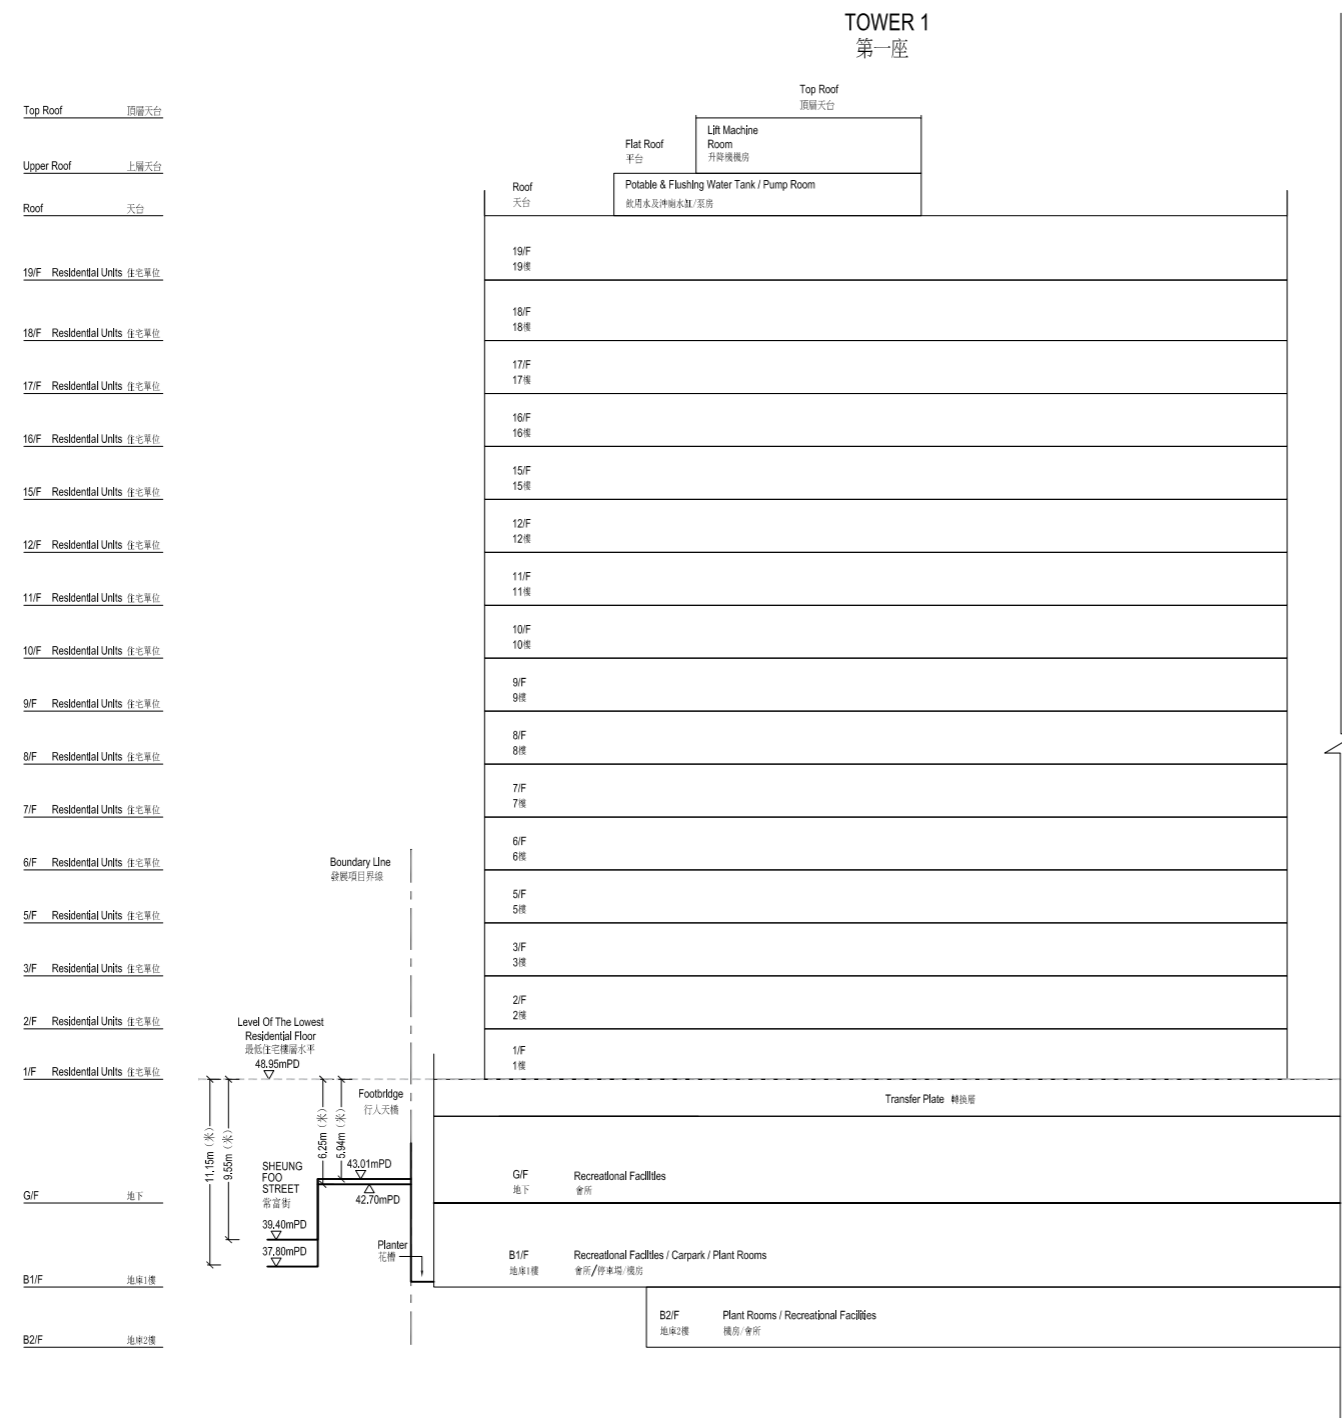 TOWER 1
第一座
Top Roof
頂層天台
Top Roof 頂層天台
Lift Machine
Room
升降機機房
Flat Roof
平台
Upper Roof 上層天台
Roof
天台
Potable & Flushing Water Tank / Pump Room
飲用水及沖廁水缸/泵房
Roof 天台
19/F
19樓
19/F Residential Units 住宅單位
18/F
18樓
18/F Residential Units 住宅單位
17/F
17樓
17/F Residential Units 住宅單位
16/F
16樓
16/F Residential Units 住宅單位
15/F
15樓
15/F Residential Units 住宅單位
12/F
12樓
12/F Residential Units 住宅單位
11/F
11樓
11/F Residential Units 住宅單位
10/F
10樓
10/F Residential Units 住宅單位
9/F
9樓
9/F Residential Units 住宅單位
8/F
8樓
8/F Residential Units 住宅單位
7/F
7樓
7/F Residential Units 住宅單位
6/F
6樓
6/F Residential Units 住宅單位
Boundary Line
發展項目界線
5/F
5樓
5/F Residential Units 住宅單位
3/F
3樓
3/F Residential Units 住宅單位
2/F
2樓
2/F Residential Units 住宅單位
Level Of The Lowest
Residential Floor
最低住宅樓層水平
48.95mPD
1/F
1樓
1/F Residential Units 住宅單位
Footbridge
行人天橋
Transfer Plate 轉換層
11.15m (米)
9.55m (米)
6.25m (米)
5.94m (米)
SHEUNG
FOO
STREET
常富街
43.01mPD
42.70mPD
G/F Recreational Facilities
地下 會所
G/F 地下
39.40mPD
37.80mPD
Planter
花槽
B1/F Recreational Facilities / Carpark / Plant Rooms
地庫1樓 會所/停車場/機房
B1/F 地庫1樓
B2/F Plant Rooms / Recreational Facilities
地庫2樓 機房/會所
B2/F 地庫2樓